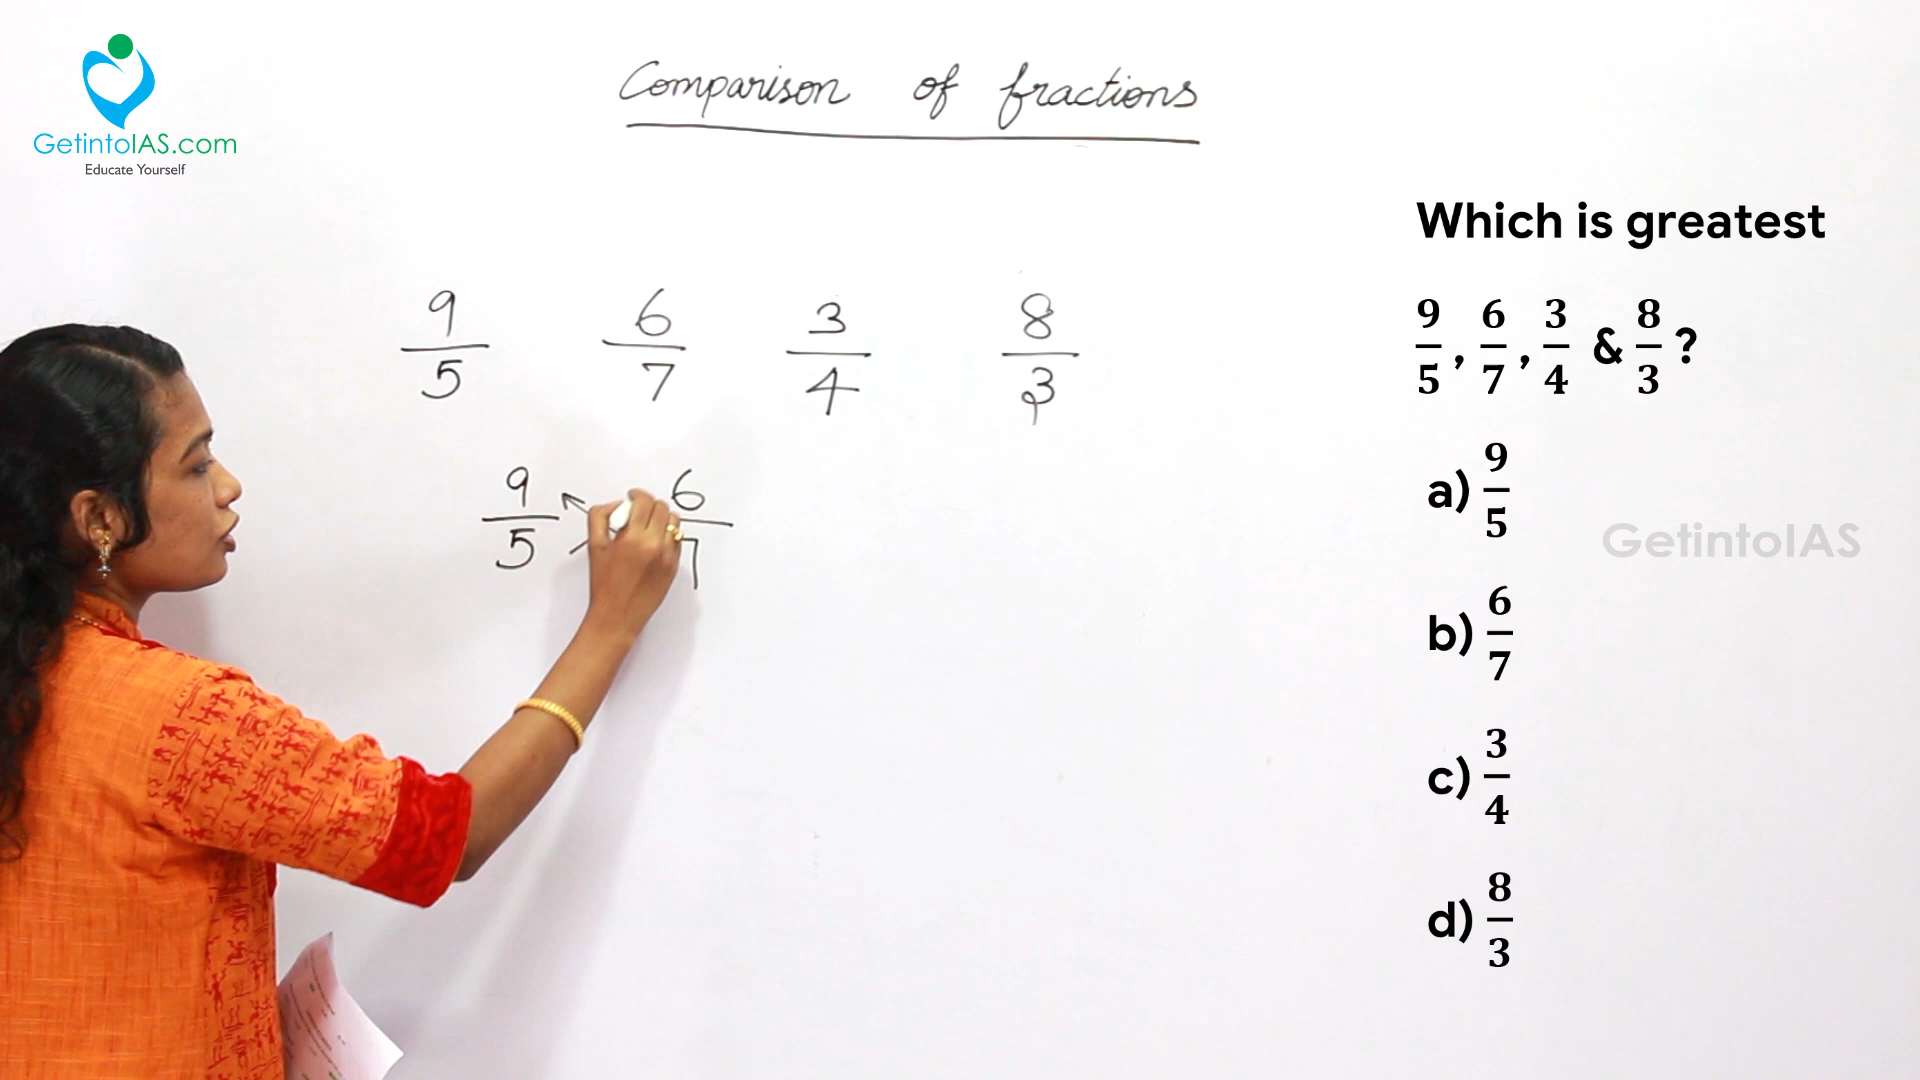 GetintoIAS.com
Educate Yourself
Comparison of fractions
9/5 6/7 3/4 8/3
9/5 6/7
Which is greatest
9/5, 6/7, 3/4 & 8/3 ?
a) 9/5
GetintoIAS
b) 6/7
c) 3/4
d) 8/3